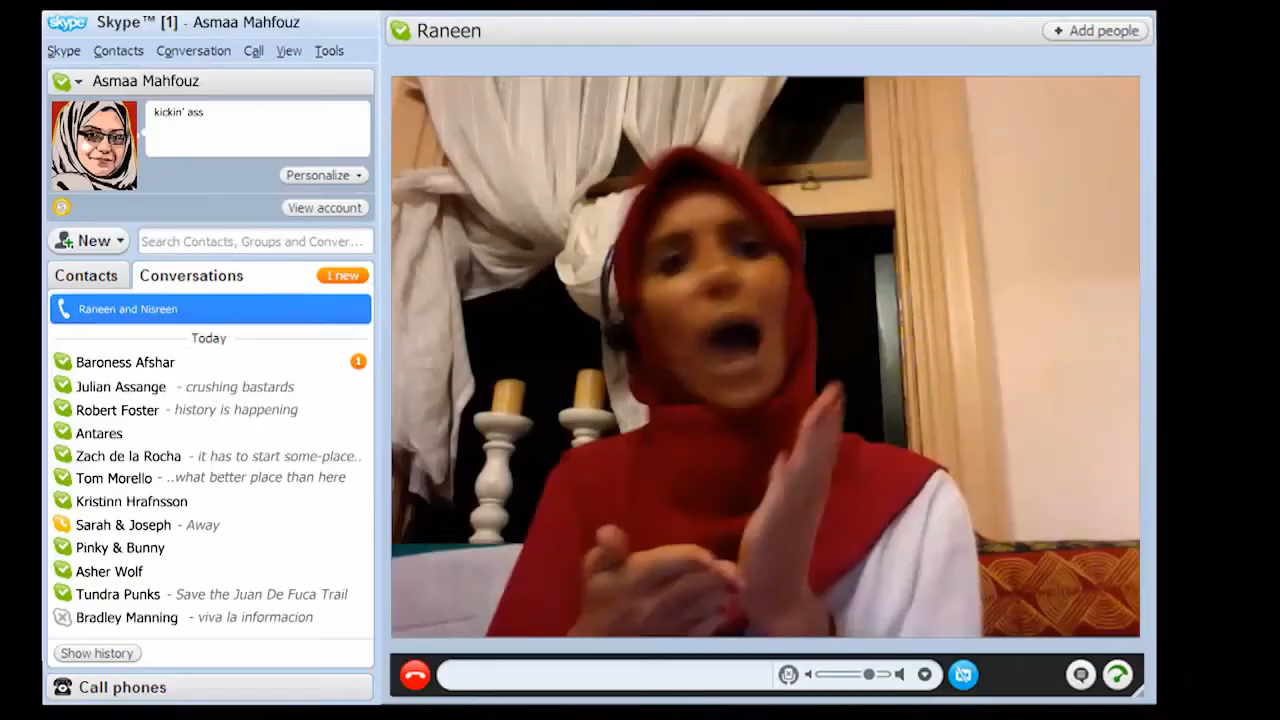 skype Skype™ [1] - Asmaa Mahfouz
Skype Contacts Conversation Call View Tools
Asmaa Mahfouz
kickin' ass
Personalize
View account
New Search Contacts, Groups and Conver...
Contacts Conversations 1 new
Raneen and Nisreen
Today
Baroness Afshar 1
Julian Assange - crushing bastards
Robert Foster - history is happening
Antares
Zach de la Rocha - it has to start some-place..
Tom Morello - ..what better place than here
Kristinn Hrafnsson
Sarah & Joseph - Away
Pinky & Bunny
Asher Wolf
Tundra Punks - Save the Juan De Fuca Trail
Bradley Manning - viva la informacion
Show history
Call phones
Raneen
+ Add people